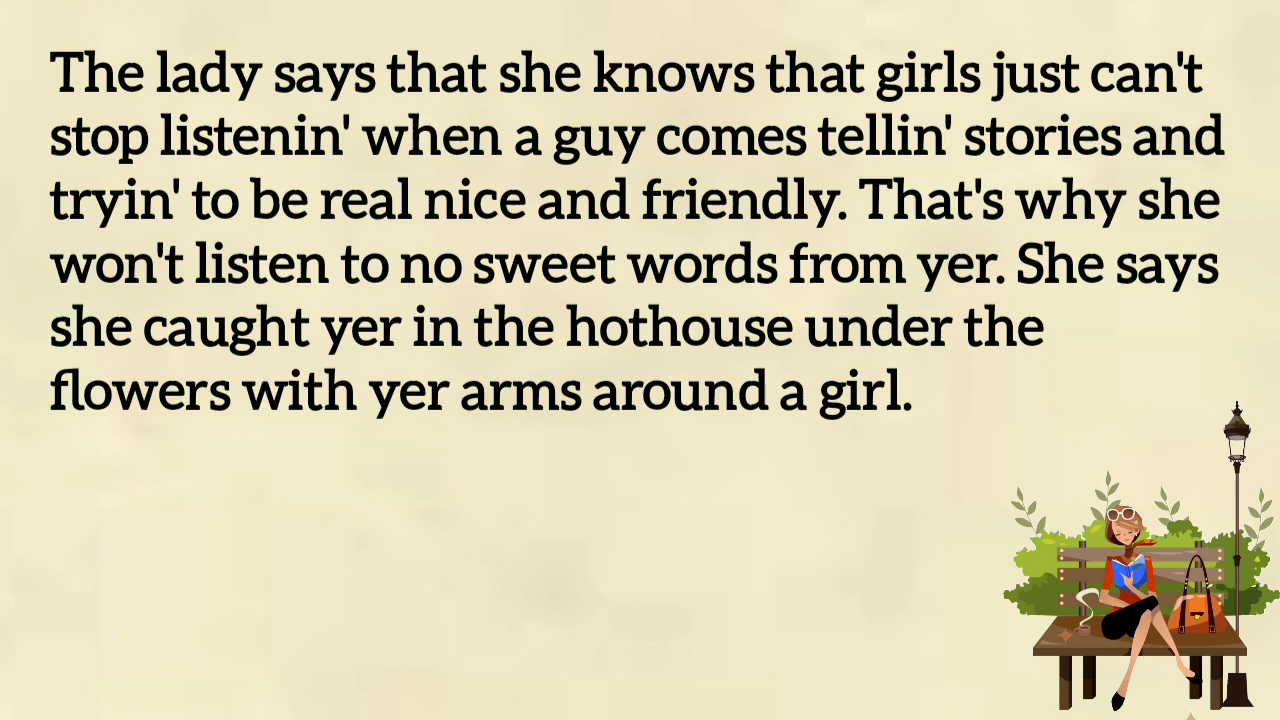 The lady says that she knows that girls just can't
stop listenin' when a guy comes tellin' stories and
tryin' to be real nice and friendly. That's why she
won't listen to no sweet words from yer. She says
she caught yer in the hothouse under the
flowers with yer arms around a girl.